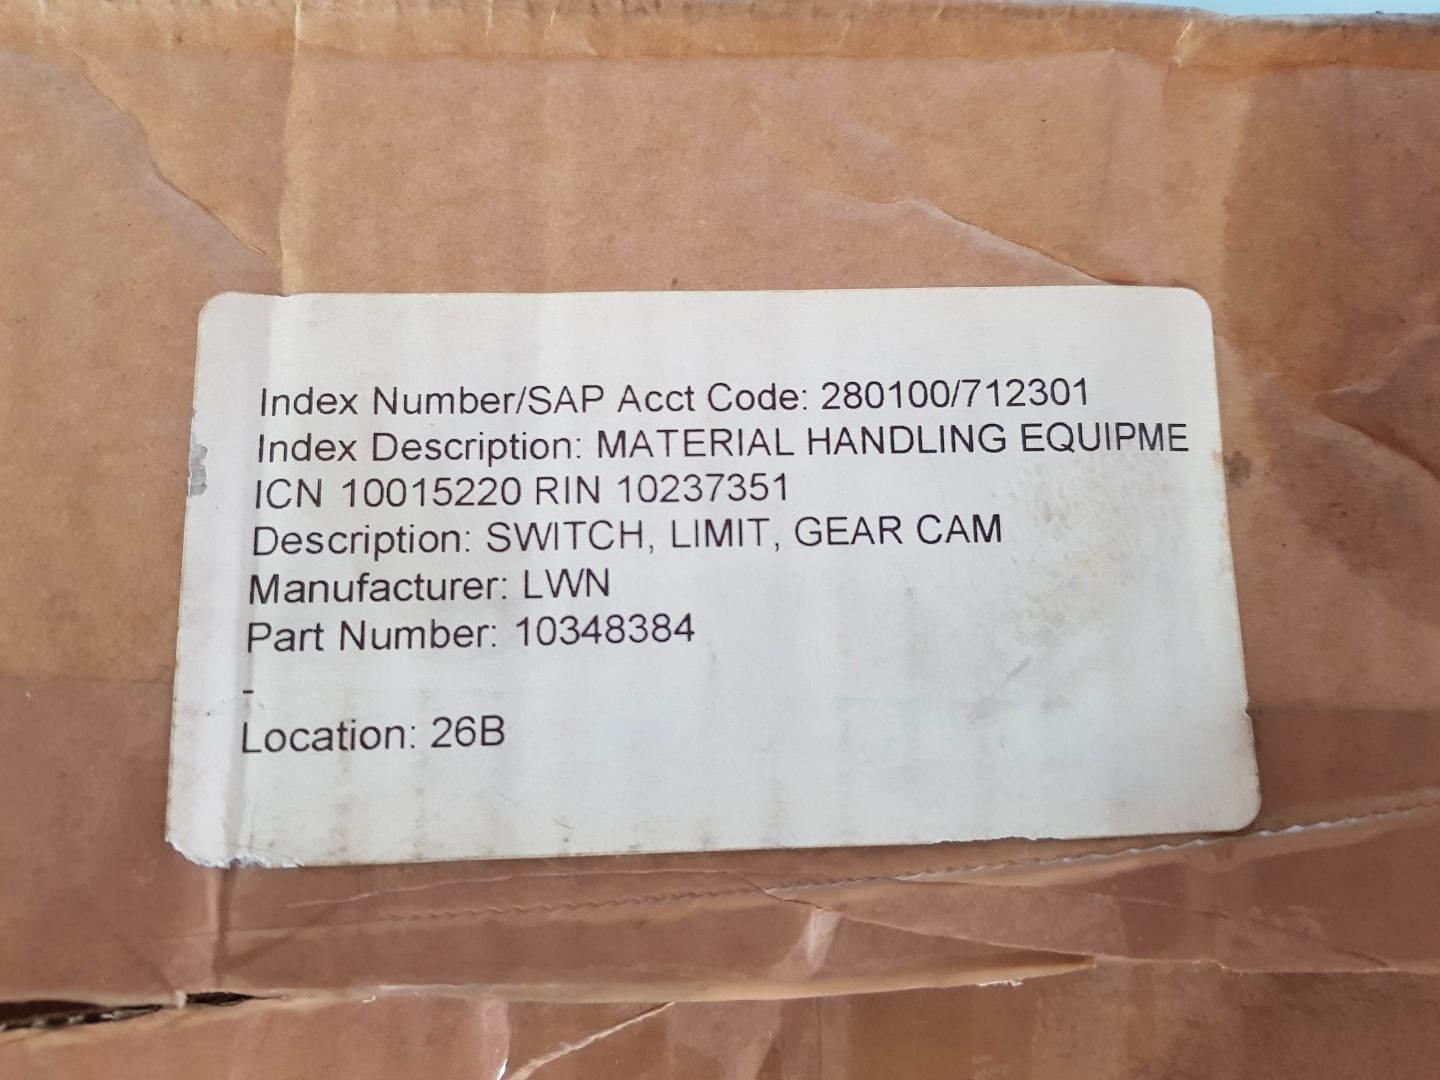 Index Number/SAP Acct Code: 280100/712301
Index Description: MATERIAL HANDLING EQUIPME
ICN 10015220 RIN 10237351
Description: SWITCH, LIMIT, GEAR CAM
Manufacturer: LWN
Part Number: 10348384
-
Location: 26B